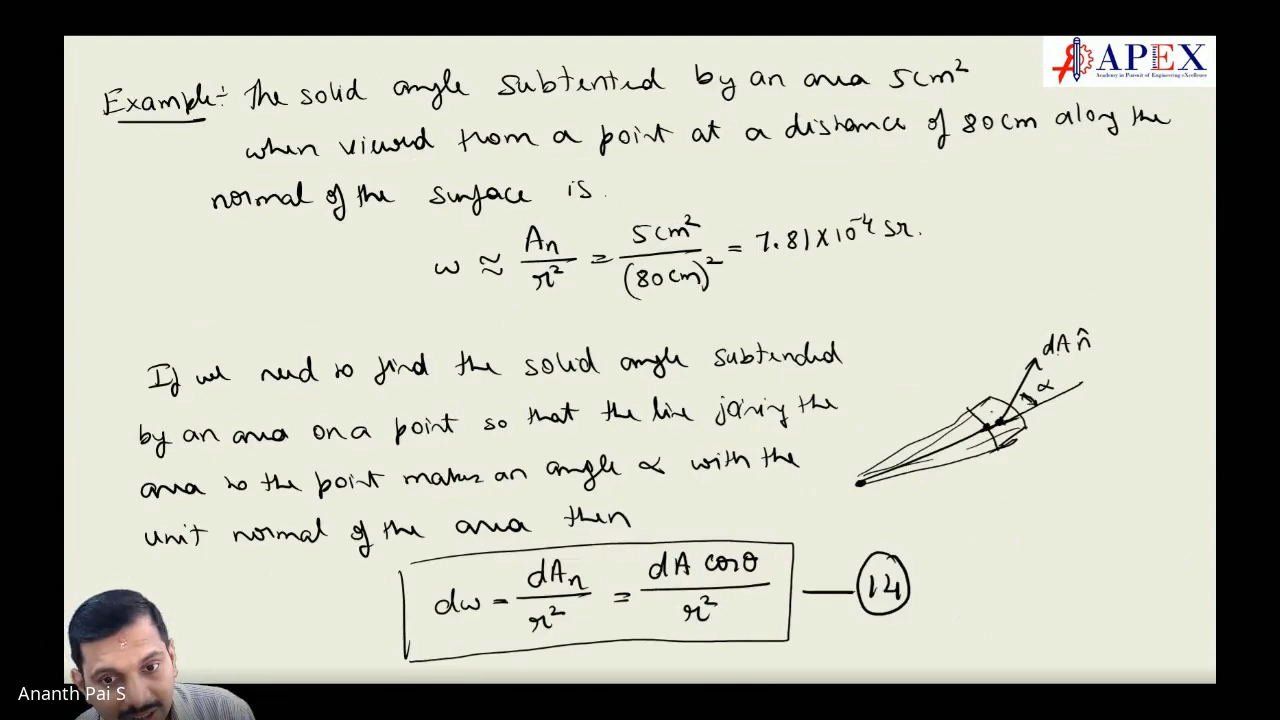 APEX
Academy in Pursuit of Engineering eXcellence
Example:- The solid angle subtented by an area 5cm²
when viewed from a point at a distance of 80cm along the
normal of the surface is.
ω ≈ An/r² = 5cm²/(80cm)² = 7.81×10⁻⁴ sr.
If we need to find the solid angle subtended
by an area on a point so that the line joining the
area to the point makes an angle α with the
unit normal of the area then
dA n̂
α
dω = dAn/r² = dA cosθ/r² — 14
Ananth Pai S